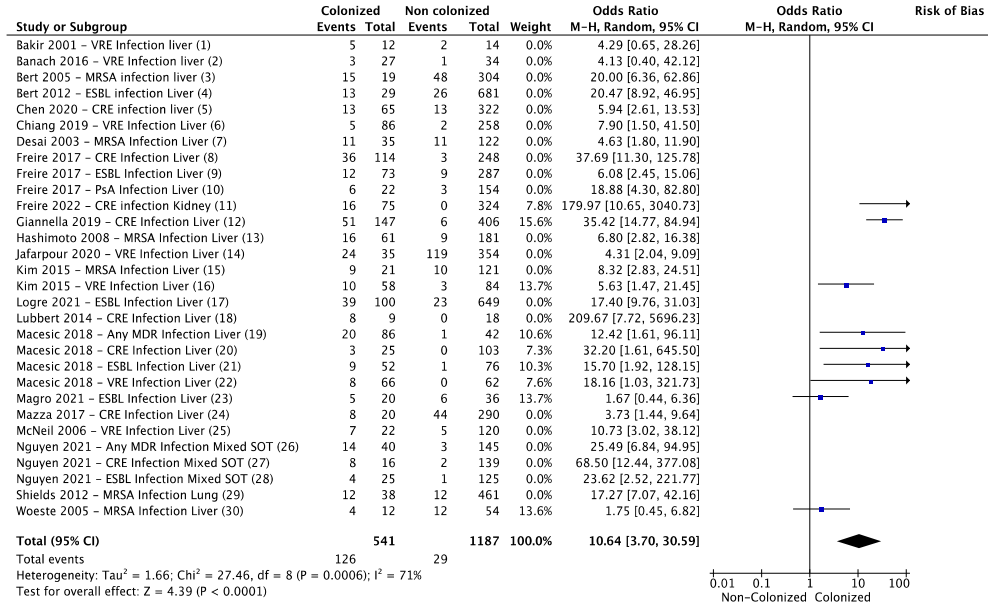 Colonized Non colonized Odds Ratio Odds Ratio Risk of Bias
Study or Subgroup Events Total Events Total Weight M-H, Random, 95% CI M-H, Random, 95% CI
Bakir 2001 – VRE Infection liver (1) 5 12 2 14 0.0% 4.29 [0.65, 28.26]
Banach 2016 – VRE Infection liver (2) 3 27 1 34 0.0% 4.13 [0.40, 42.12]
Bert 2005 – MRSA infection liver (3) 15 19 48 304 0.0% 20.00 [6.36, 62.86]
Bert 2012 – ESBL infection liver (4) 13 29 26 681 0.0% 20.47 [8.92, 46.95]
Chen 2020 – CRE infection liver (5) 13 65 13 322 0.0% 5.94 [2.61, 13.53]
Chiang 2019 – VRE Infection Liver (6) 5 86 2 258 0.0% 7.90 [1.50, 41.50]
Desai 2003 – MRSA infection Liver (7) 11 35 11 122 0.0% 4.63 [1.80, 11.90]
Freire 2017 – CRE Infection Liver (8) 36 114 3 248 0.0% 37.69 [11.30, 125.78]
Freire 2017 – ESBL Infection Liver (9) 12 73 9 287 0.0% 6.08 [2.45, 15.06]
Freire 2017 – PsA Infection Liver (10) 6 22 3 154 0.0% 18.88 [4.30, 82.80]
Freire 2022 – CRE infection Kidney (11) 16 75 0 324 7.8% 179.97 [10.65, 3040.73]
Giannella 2019 – CRE Infection Liver (12) 51 147 6 406 15.6% 35.42 [14.77, 84.94]
Hashimoto 2008 – MRSA Infection Liver (13) 16 61 9 181 0.0% 6.80 [2.82, 16.38]
Jafarpour 2020 – VRE Infection Liver (14) 24 35 119 354 0.0% 4.31 [2.04, 9.09]
Kim 2015 – MRSA Infection Liver (15) 9 21 10 121 0.0% 8.32 [2.83, 24.51]
Kim 2015 – VRE Infection Liver (16) 10 58 3 84 13.7% 5.63 [1.47, 21.45]
Logre 2021 – ESBL Infection Liver (17) 39 100 23 649 0.0% 17.40 [9.76, 31.03]
Lubbert 2014 – CRE Infection Liver (18) 8 9 0 18 0.0% 209.67 [7.72, 5696.23]
Macesic 2018 – Any MDR Infection Liver (19) 20 86 1 42 10.6% 12.42 [1.61, 96.11]
Macesic 2018 – CRE Infection Liver (20) 3 25 0 103 7.3% 32.20 [1.61, 645.50]
Macesic 2018 – ESBL Infection Liver (21) 9 52 1 76 10.3% 15.70 [1.92, 128.15]
Macesic 2018 – VRE Infection Liver (22) 8 66 0 62 7.6% 18.16 [1.03, 321.73]
Magro 2021 – ESBL Infection Liver (23) 5 20 6 36 13.7% 1.67 [0.44, 6.36]
Mazza 2017 – CRE Infection Liver (24) 8 20 44 290 0.0% 3.73 [1.44, 9.64]
McNeil 2006 – VRE Infection Liver (25) 7 22 5 120 0.0% 10.73 [3.02, 38.12]
Nguyen 2021 – Any MDR Infection Mixed SOT (26) 14 40 3 145 0.0% 25.49 [6.84, 94.95]
Nguyen 2021 – CRE Infection Mixed SOT (27) 8 16 2 139 0.0% 68.50 [12.44, 377.08]
Nguyen 2021 – ESBL Infection Mixed SOT (28) 4 25 1 125 0.0% 23.62 [2.52, 221.77]
Shields 2012 – MRSA Infection Lung (29) 12 38 12 461 0.0% 17.27 [7.07, 42.16]
Woeste 2005 – MRSA Infection Liver (30) 4 12 12 54 13.6% 1.75 [0.45, 6.82]
Total (95% CI) 541 1187 100.0% 10.64 [3.70, 30.59]
Total events 126 29
Heterogeneity: Tau² = 1.66; Chi² = 27.46, df = 8 (P = 0.0006); I² = 71%
Test for overall effect: Z = 4.39 (P < 0.0001)
0.01 0.1 1 10 100
Non-Colonized Colonized